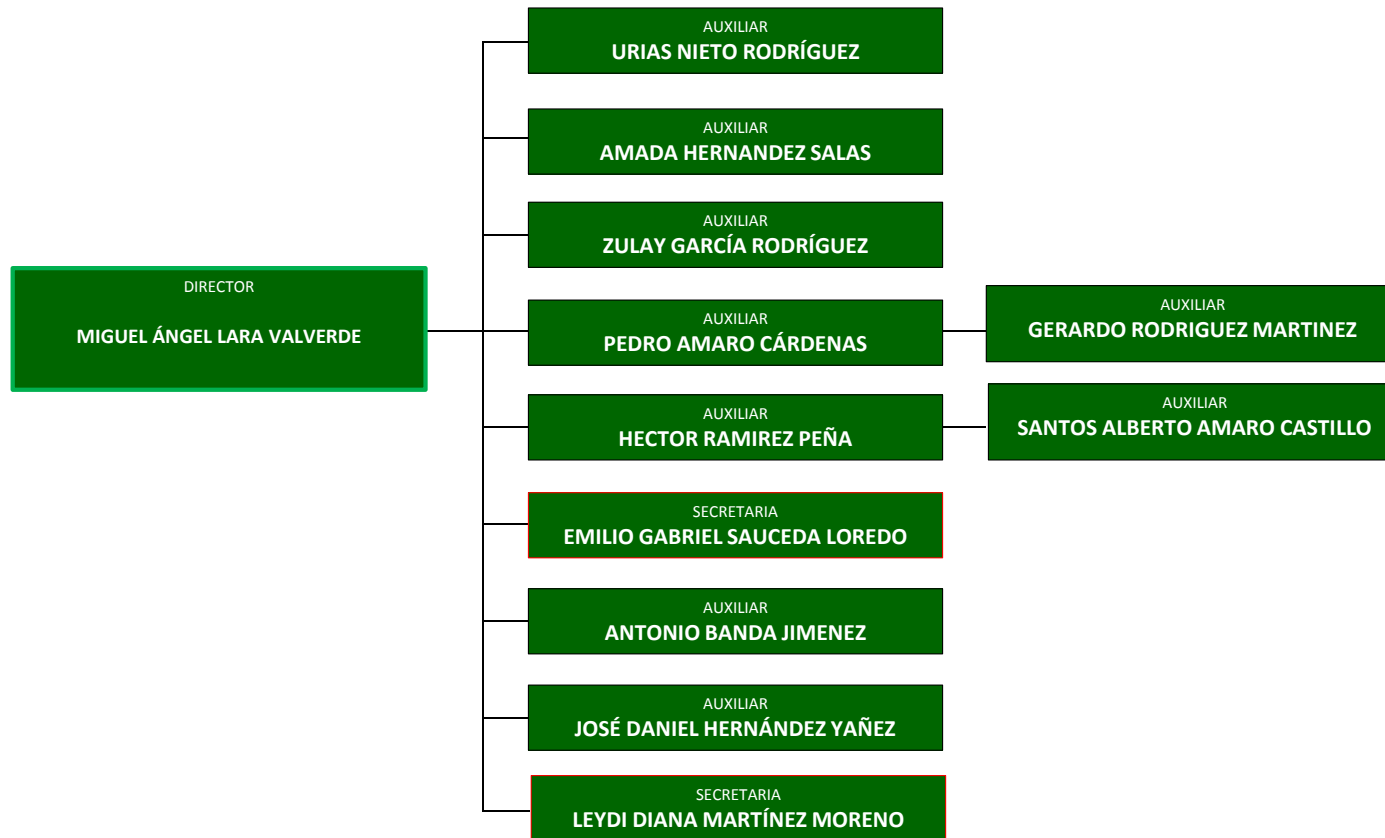 AUXILIAR
URIAS NIETO RODRÍGUEZ
AUXILIAR
AMADA HERNANDEZ SALAS
AUXILIAR
ZULAY GARCÍA RODRÍGUEZ
DIRECTOR
MIGUEL ÁNGEL LARA VALVERDE
AUXILIAR
PEDRO AMARO CÁRDENAS
AUXILIAR
GERARDO RODRIGUEZ MARTINEZ
AUXILIAR
HECTOR RAMIREZ PEÑA
AUXILIAR
SANTOS ALBERTO AMARO CASTILLO
SECRETARIA
EMILIO GABRIEL SAUCEDA LOREDO
AUXILIAR
ANTONIO BANDA JIMENEZ
AUXILIAR
JOSÉ DANIEL HERNÁNDEZ YAÑEZ
SECRETARIA
LEYDI DIANA MARTÍNEZ MORENO